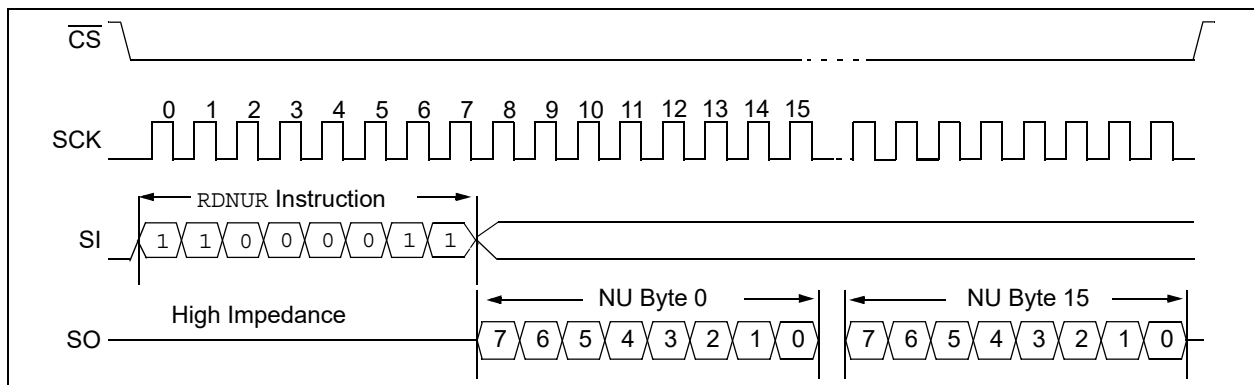 CS
0 1 2 3 4 5 6 7 8 9 10 11 12 13 14 15
SCK
RDNUR Instruction
SI 1 1 0 0 0 0 1 1
NU Byte 0 NU Byte 15
High Impedance
SO 7 6 5 4 3 2 1 0 7 6 5 4 3 2 1 0